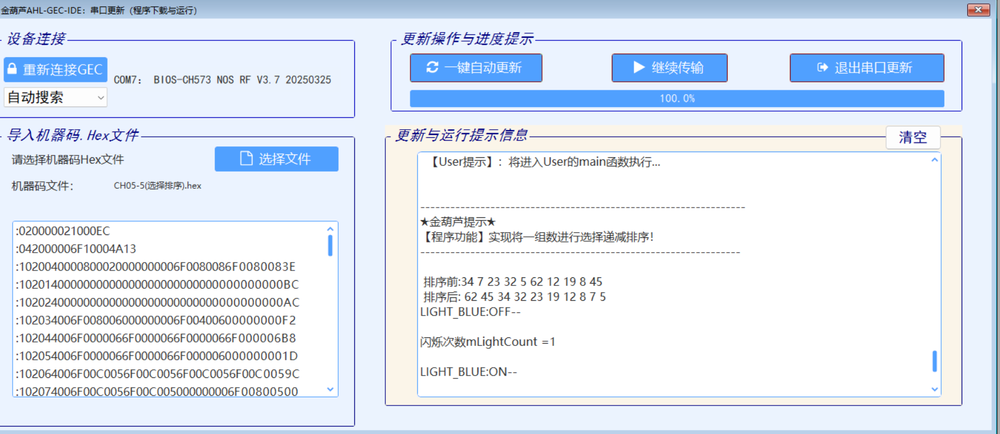 金葫芦AHL-GEC-IDE：串口更新（程序下载与运行）
设备连接
重新连接GEC
COM7： BIOS-CH573 NOS RF V3.7 20250325
自动搜索
更新操作与进度提示
一键自动更新
继续传输
退出串口更新
100.0%
导入机器码.Hex文件
请选择机器码Hex文件
选择文件
机器码文件：
CH05-5(选择排序).hex
:020000021000EC
:042000006F10004A13
:1020040000800020000000006F0080086F0080083E
:10201400000000000000000000000000000000BC
:10202400000000000000000000000000000000AC
:102034006F008006000000006F00400600000000F2
:102044006F0000066F0000066F0000066F000006B8
:102054006F0000066F0000066F000006000000001D
:102064006F00C0056F00C0056F00C0056F00C0059C
:102074006F00C0056F00C005000000006F00800500
更新与运行提示信息
清空
【User提示】：将进入User的main函数执行...
-----------------------------------------------------------------
★金葫芦提示★
【程序功能】实现将一组数进行选择递减排序！
----------------------------------------------------------------
排序前:34 7 23 32 5 62 12 19 8 45
排序后: 62 45 34 32 23 19 12 8 7 5
LIGHT_BLUE:OFF--
闪烁次数mLightCount =1
LIGHT_BLUE:ON--